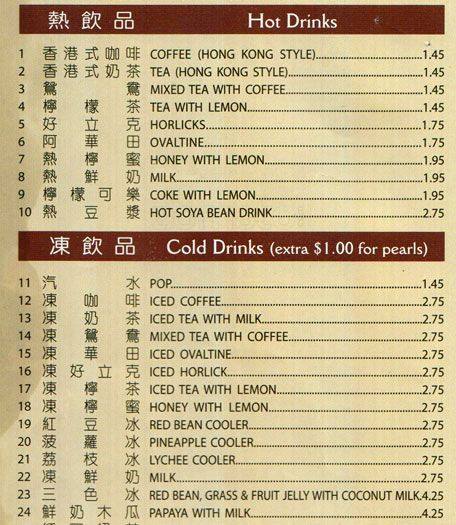 熱飲品 Hot Drinks
1 香港式咖啡 COFFEE (HONG KONG STYLE) 1.45
2 香港式奶茶 TEA (HONG KONG STYLE) 1.45
3 鴛鴦 MIXED TEA WITH COFFEE 1.45
4 檸檬茶 TEA WITH LEMON 1.45
5 好立克 HORLICKS 1.75
6 阿華田 OVALTINE 1.75
7 熱檸蜜 HONEY WITH LEMON 1.95
8 熱鮮奶 MILK 1.95
9 檸檬可樂 COKE WITH LEMON 1.95
10 熱豆漿 HOT SOYA BEAN DRINK 2.75
凍飲品 Cold Drinks (extra $1.00 for pearls)
11 汽水 POP 1.45
12 凍咖啡 ICED COFFEE 2.75
13 凍奶茶 ICED TEA WITH MILK 2.75
14 凍鴛鴦 MIXED TEA WITH COFFEE 2.75
15 凍華田 ICED OVALTINE 2.75
16 凍好立克 ICED HORLICK 2.75
17 凍檸茶 ICED TEA WITH LEMON 2.75
18 凍檸蜜 HONEY WITH LEMON 2.75
19 紅豆冰 RED BEAN COOLER 2.75
20 菠蘿冰 PINEAPPLE COOLER 2.75
21 荔枝冰 LYCHEE COOLER 2.75
22 凍鮮奶 MILK 2.75
23 三色冰 RED BEAN, GRASS & FRUIT JELLY WITH COCONUT MILK 4.25
24 鮮奶木瓜 PAPAYA WITH MILK 4.25